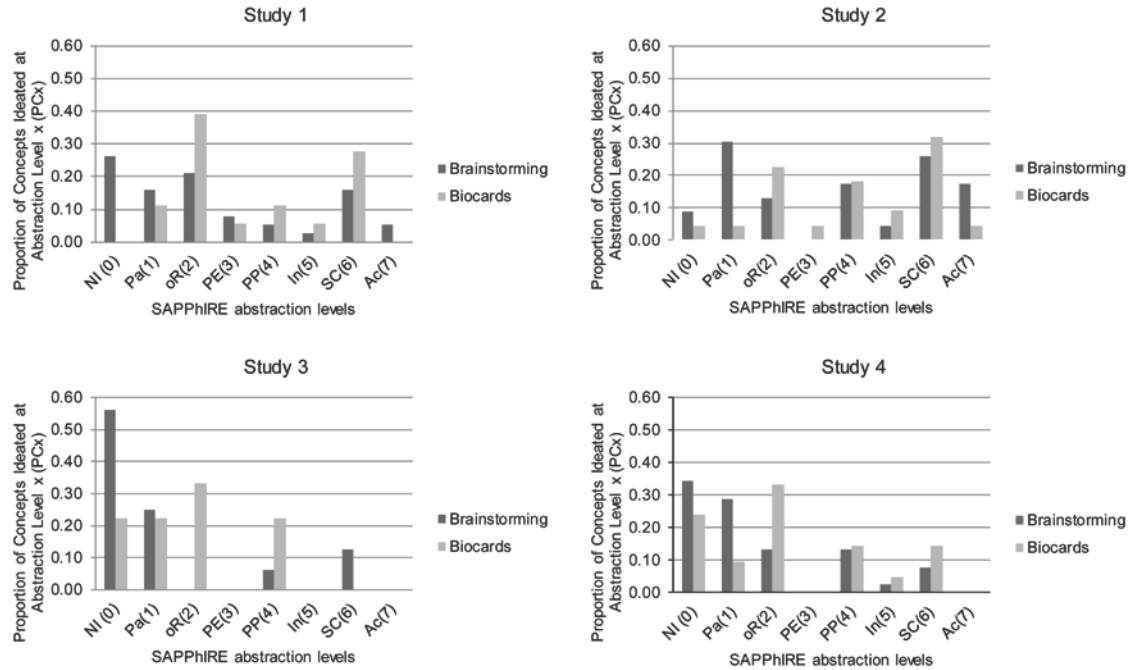 Study 1
Proportion of Concepts Ideated at
Abstraction Level x (PCx)
0.60
0.50
0.40
0.30
0.20
0.10
0.00
NI (0)
Pa(1)
oR(2)
PE(3)
PP(4)
In(5)
SC(6)
Ac(7)
SAPPhIRE abstraction levels
Brainstorming
Biocards
Study 2
Proportion of Concepts Ideated at
Abstraction Level x (PCx)
0.60
0.50
0.40
0.30
0.20
0.10
0.00
NI (0)
Pa(1)
oR(2)
PE(3)
PP(4)
In(5)
SC(6)
Ac(7)
SAPPhIRE abstraction levels
Brainstorming
Biocards
Study 3
Proportion of Concepts Ideated at
Abstraction Level x (PCx)
0.60
0.50
0.40
0.30
0.20
0.10
0.00
NI (0)
Pa(1)
oR(2)
PE(3)
PP(4)
In(5)
SC(6)
Ac(7)
SAPPhIRE abstraction levels
Brainstorming
Biocards
Study 4
Proportion of Concepts Ideated at
Abstraction Level x (PCx)
0.60
0.50
0.40
0.30
0.20
0.10
0.00
NI (0)
Pa(1)
oR(2)
PE(3)
PP(4)
In(5)
SC(6)
Ac(7)
SAPPhIRE abstraction levels
Brainstorming
Biocards